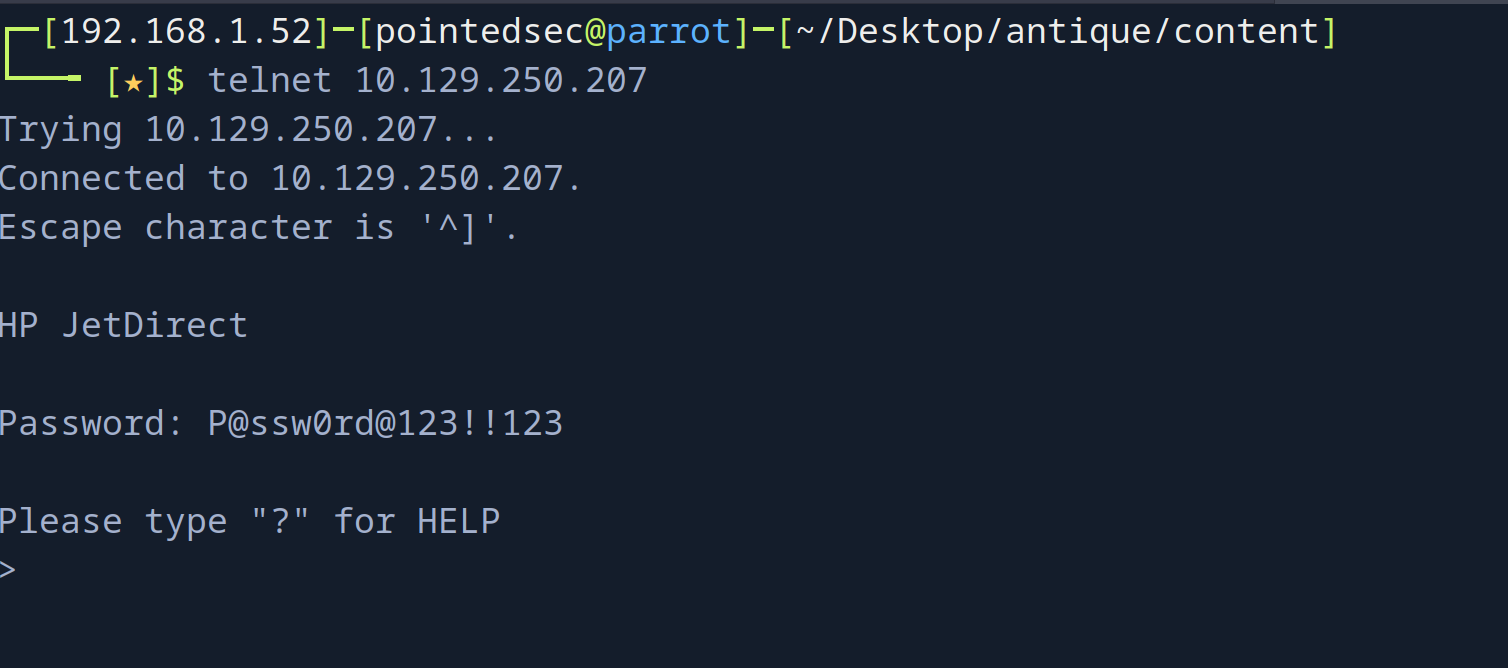 [192.168.1.52]─[pointedsec@parrot]─[~/Desktop/antique/content]
[★]$ telnet 10.129.250.207
Trying 10.129.250.207...
Connected to 10.129.250.207.
Escape character is '^]'.
HP JetDirect
Password: P@ssw0rd@123!!123
Please type "?" for HELP
>